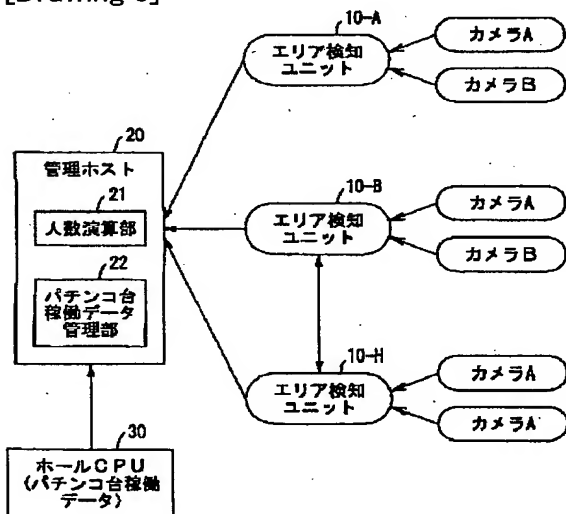 10-A
エリア検知
ユニット
カメラA
カメラB
20
管理ホスト
21
人数演算部
22
パチンコ台
稼働データ
管理部
10-B
エリア検知
ユニット
カメラA
カメラB
10-H
エリア検知
ユニット
カメラA
カメラA
30
ホールCPU
(パチンコ台稼働
データ)